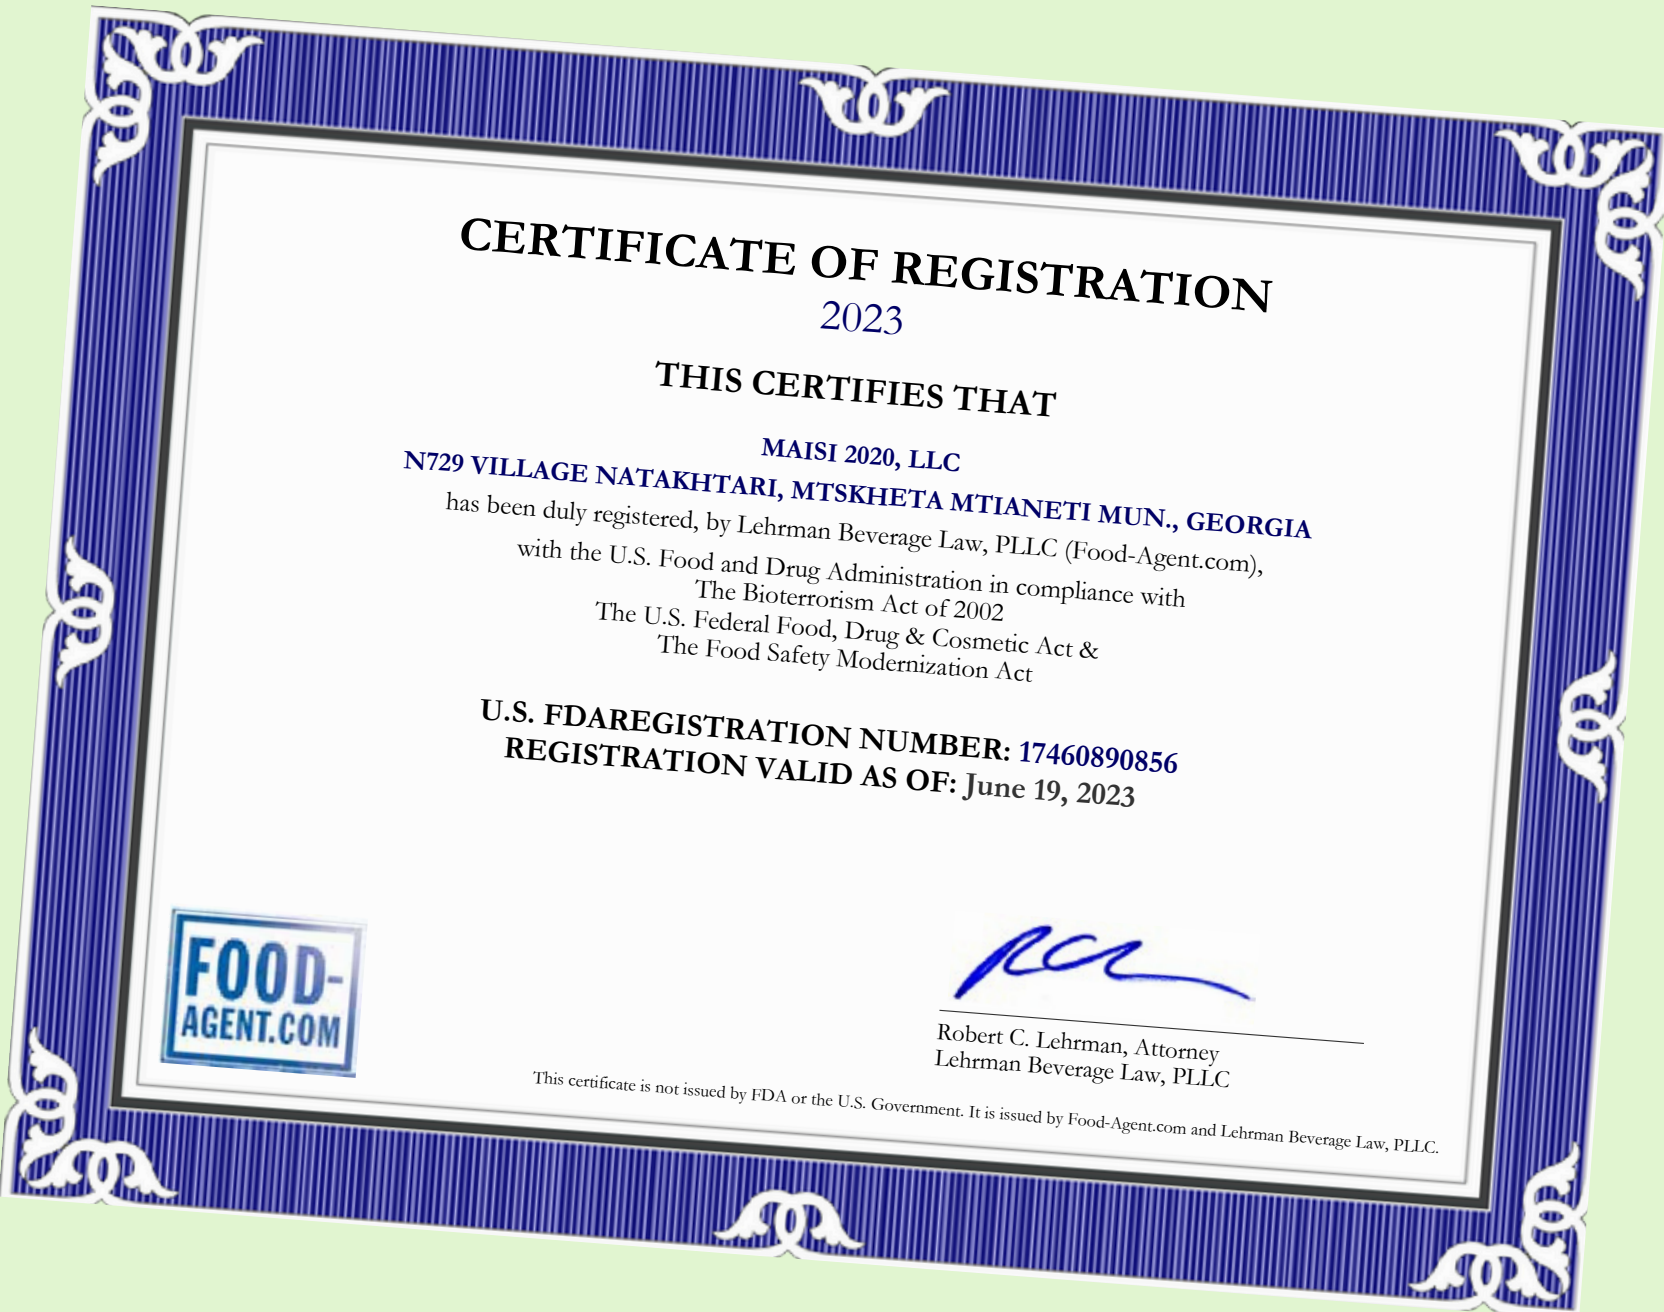 CERTIFICATE OF REGISTRATION
2023
THIS CERTIFIES THAT
MAISI 2020, LLC
N729 VILLAGE NATAKHTARI, MTSKHETA MTIANETI MUN., GEORGIA
has been duly registered, by Lehrman Beverage Law, PLLC (Food-Agent.com),
with the U.S. Food and Drug Administration in compliance with
The Bioterrorism Act of 2002
The U.S. Federal Food, Drug & Cosmetic Act &
The Food Safety Modernization Act
U.S. FDAREGISTRATION NUMBER: 17460890856
REGISTRATION VALID AS OF: June 19, 2023
FOOD-
AGENT.COM
Robert C. Lehrman, Attorney
Lehrman Beverage Law, PLLC
This certificate is not issued by FDA or the U.S. Government. It is issued by Food-Agent.com and Lehrman Beverage Law, PLLC.